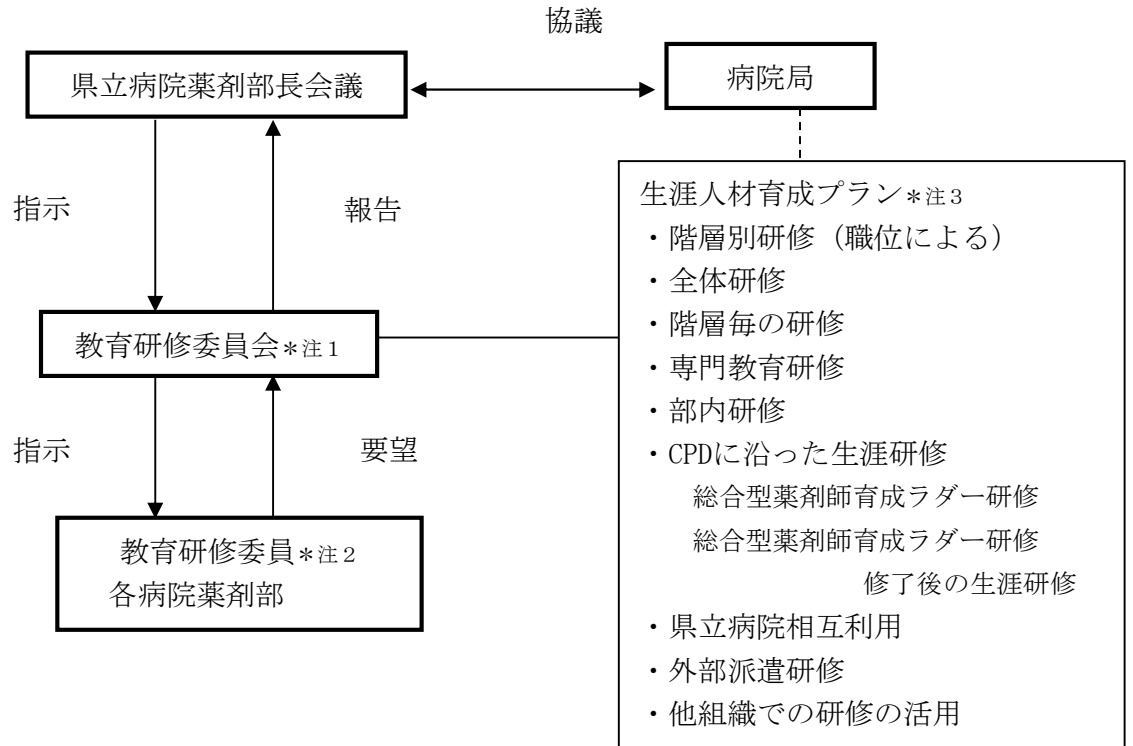 協議
県立病院薬剤部長会議
病院局
指示
報告
教育研修委員会＊注１
指示
要望
教育研修委員＊注２
各病院薬剤部
生涯人材育成プラン＊注３
・階層別研修（職位による）
・全体研修
・階層毎の研修
・専門教育研修
・部内研修
・CPDに沿った生涯研修
総合型薬剤師育成ラダー研修
総合型薬剤師育成ラダー研修
修了後の生涯研修
・県立病院相互利用
・外部派遣研修
・他組織での研修の活用